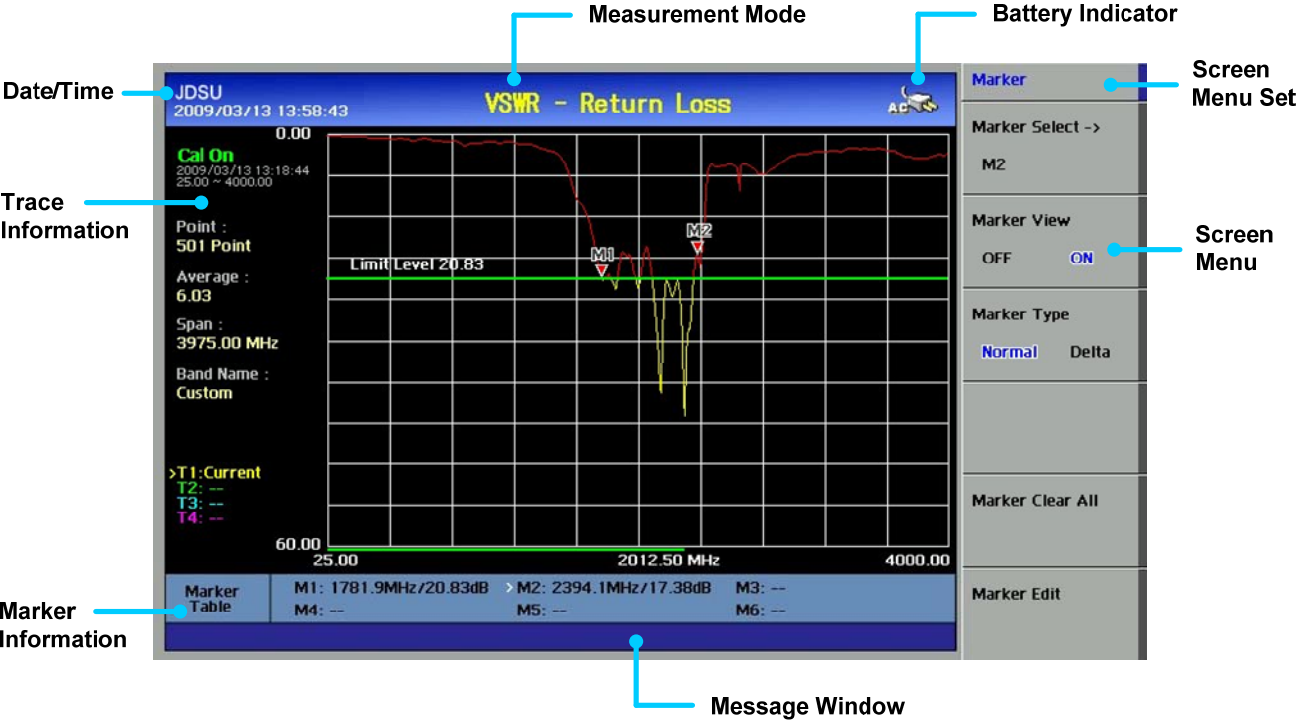 Measurement Mode
Battery Indicator
Date/Time
Screen
Menu Set
JDSU
2009/03/13 13:58:43
VSWR - Return Loss
AC
Marker
Marker Select ->
M2
Marker View
OFF ON
Marker Type
Normal Delta
Marker Clear All
Marker Edit
Screen
Menu
Trace
Information
Cal On
2009/03/13 13:18:44
25.00 ~ 4000.00
Point :
501 Point
Average :
6.03
Span :
3975.00 MHz
Band Name :
Custom
>T1:Current
T2: --
T3: --
T4: --
0.00
M1
M2
Limit Level 20.83
60.00
25.00
2012.50 MHz
4000.00
Marker
Information
Marker
Table
M1: 1781.9MHz/20.83dB >M2: 2394.1MHz/17.38dB M3: --
M4: -- M5: -- M6: --
Message Window